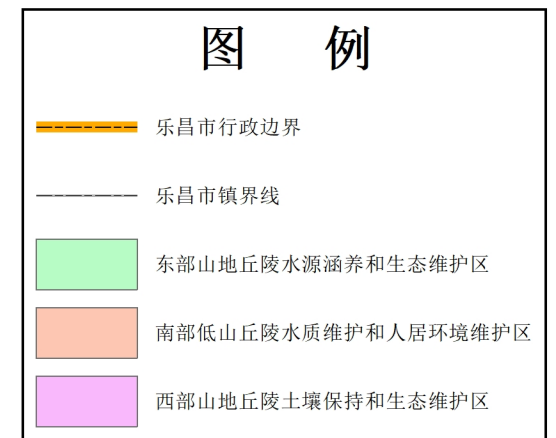 图 例
乐昌市行政边界
乐昌市镇界线
东部山地丘陵水源涵养和生态维护区
南部低山丘陵水质维护和人居环境维护区
西部山地丘陵土壤保持和生态维护区